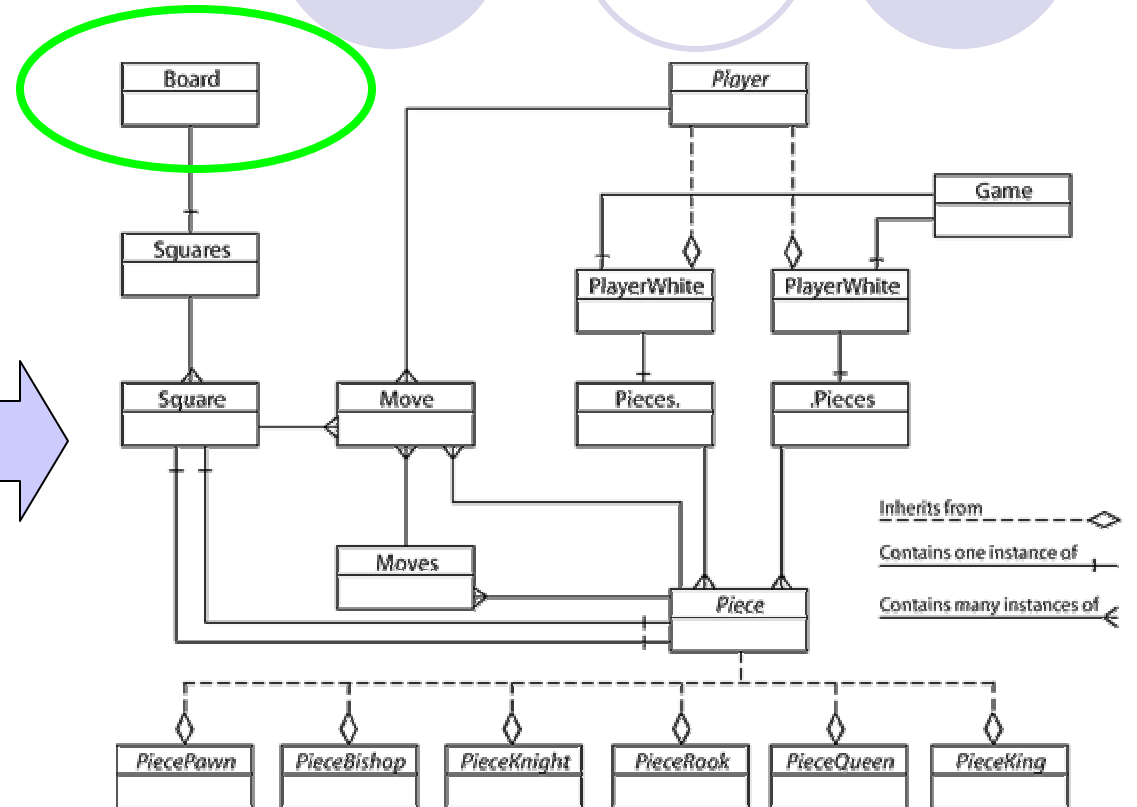 Board
Player
Game
Squares
PlayerWhite
PlayerWhite
Square
Move
Pieces.
.Pieces
Inherits from
Contains one instance of
Moves
Piece
Contains many instances of
PiecePawn
PieceBishop
PieceKnight
PieceRook
PieceQueen
PieceKing